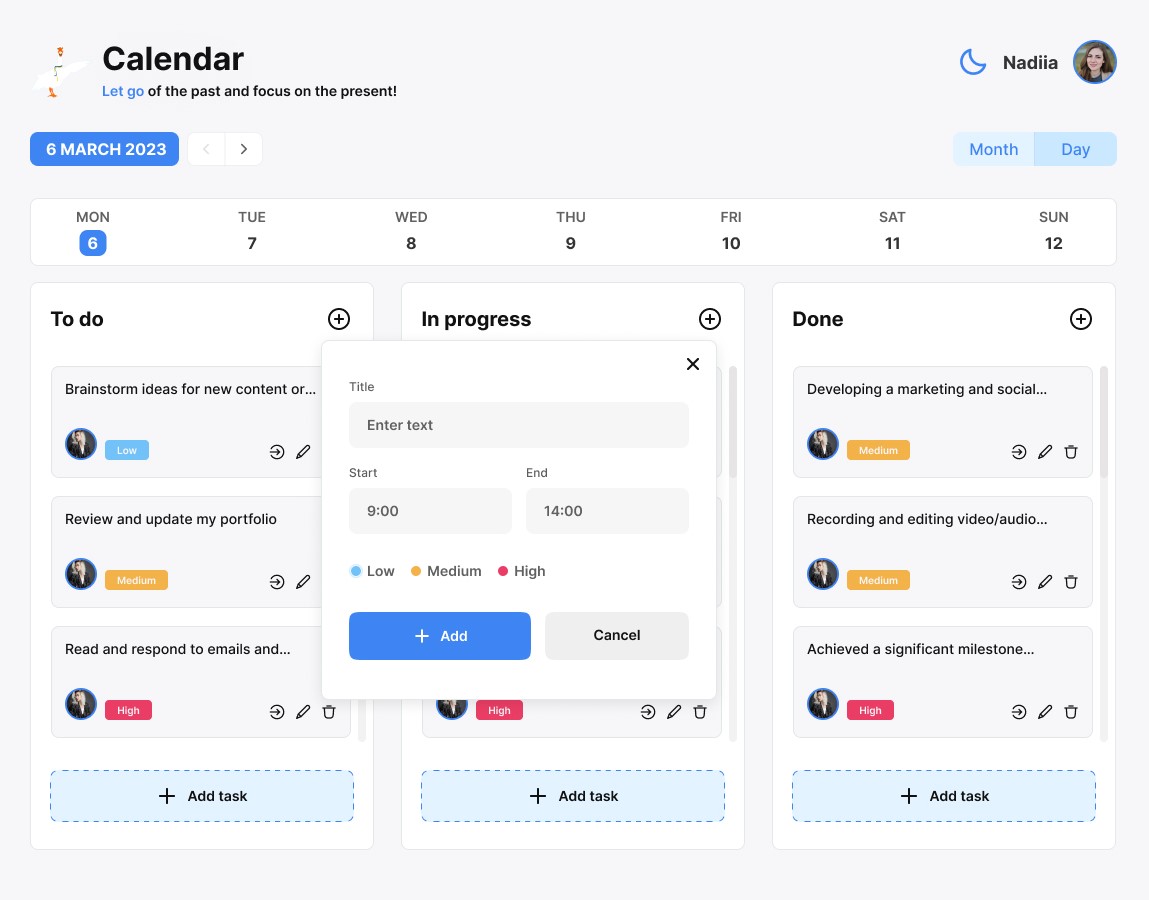 Calendar
Let go of the past and focus on the present!
Nadiia
6 MARCH 2023
Month
Day
MON
TUE
WED
THU
FRI
SAT
SUN
6
7
8
9
10
11
12
To do
Brainstorm ideas for new content or...
Low
Review and update my portfolio
Medium
Read and respond to emails and...
High
Add task
In progress
High
Add task
Title
Enter text
Start
End
9:00
14:00
Low
Medium
High
Add
Cancel
Done
Developing a marketing and social...
Medium
Recording and editing video/audio...
Medium
Achieved a significant milestone...
High
Add task